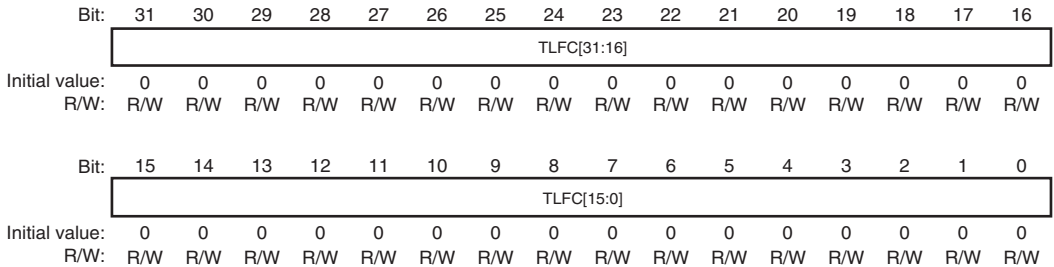 Bit: 31 30 29 28 27 26 25 24 23 22 21 20 19 18 17 16
TLFC[31:16]
Initial value: 0 0 0 0 0 0 0 0 0 0 0 0 0 0 0 0
R/W: R/W R/W R/W R/W R/W R/W R/W R/W R/W R/W R/W R/W R/W R/W R/W R/W
Bit: 15 14 13 12 11 10 9 8 7 6 5 4 3 2 1 0
TLFC[15:0]
Initial value: 0 0 0 0 0 0 0 0 0 0 0 0 0 0 0 0
R/W: R/W R/W R/W R/W R/W R/W R/W R/W R/W R/W R/W R/W R/W R/W R/W R/W